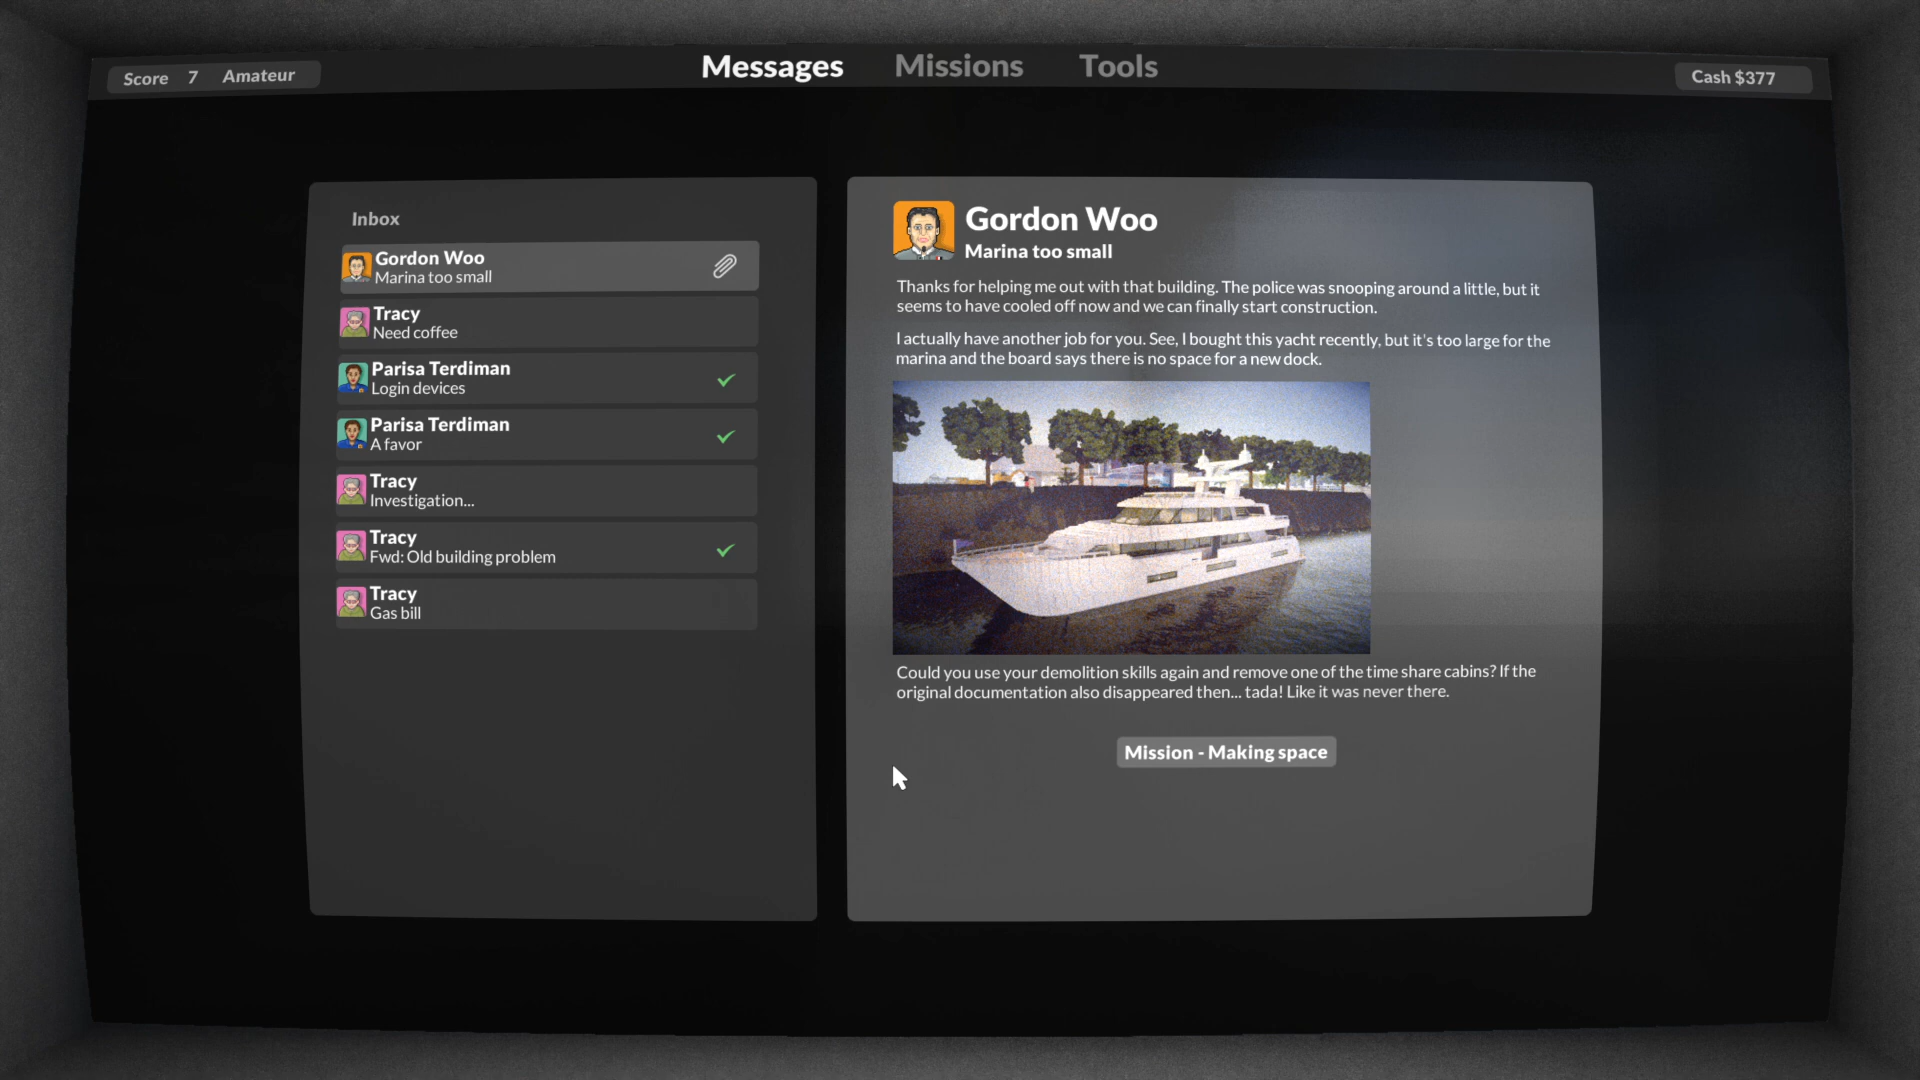 Score 7 Amateur
Messages Missions Tools
Cash $377
Inbox
Gordon Woo
Marina too small
Tracy
Need coffee
Parisa Terdiman
Login devices
Parisa Terdiman
A favor
Tracy
Investigation...
Tracy
Fwd: Old building problem
Tracy
Gas bill
Gordon Woo
Marina too small
Thanks for helping me out with that building. The police was snooping around a little, but it
seems to have cooled off now and we can finally start construction.
I actually have another job for you. See, I bought this yacht recently, but it's too large for the
marina and the board says there is no space for a new dock.
Could you use your demolition skills again and remove one of the time share cabins? If the
original documentation also disappeared then... tada! Like it was never there.
Mission - Making space